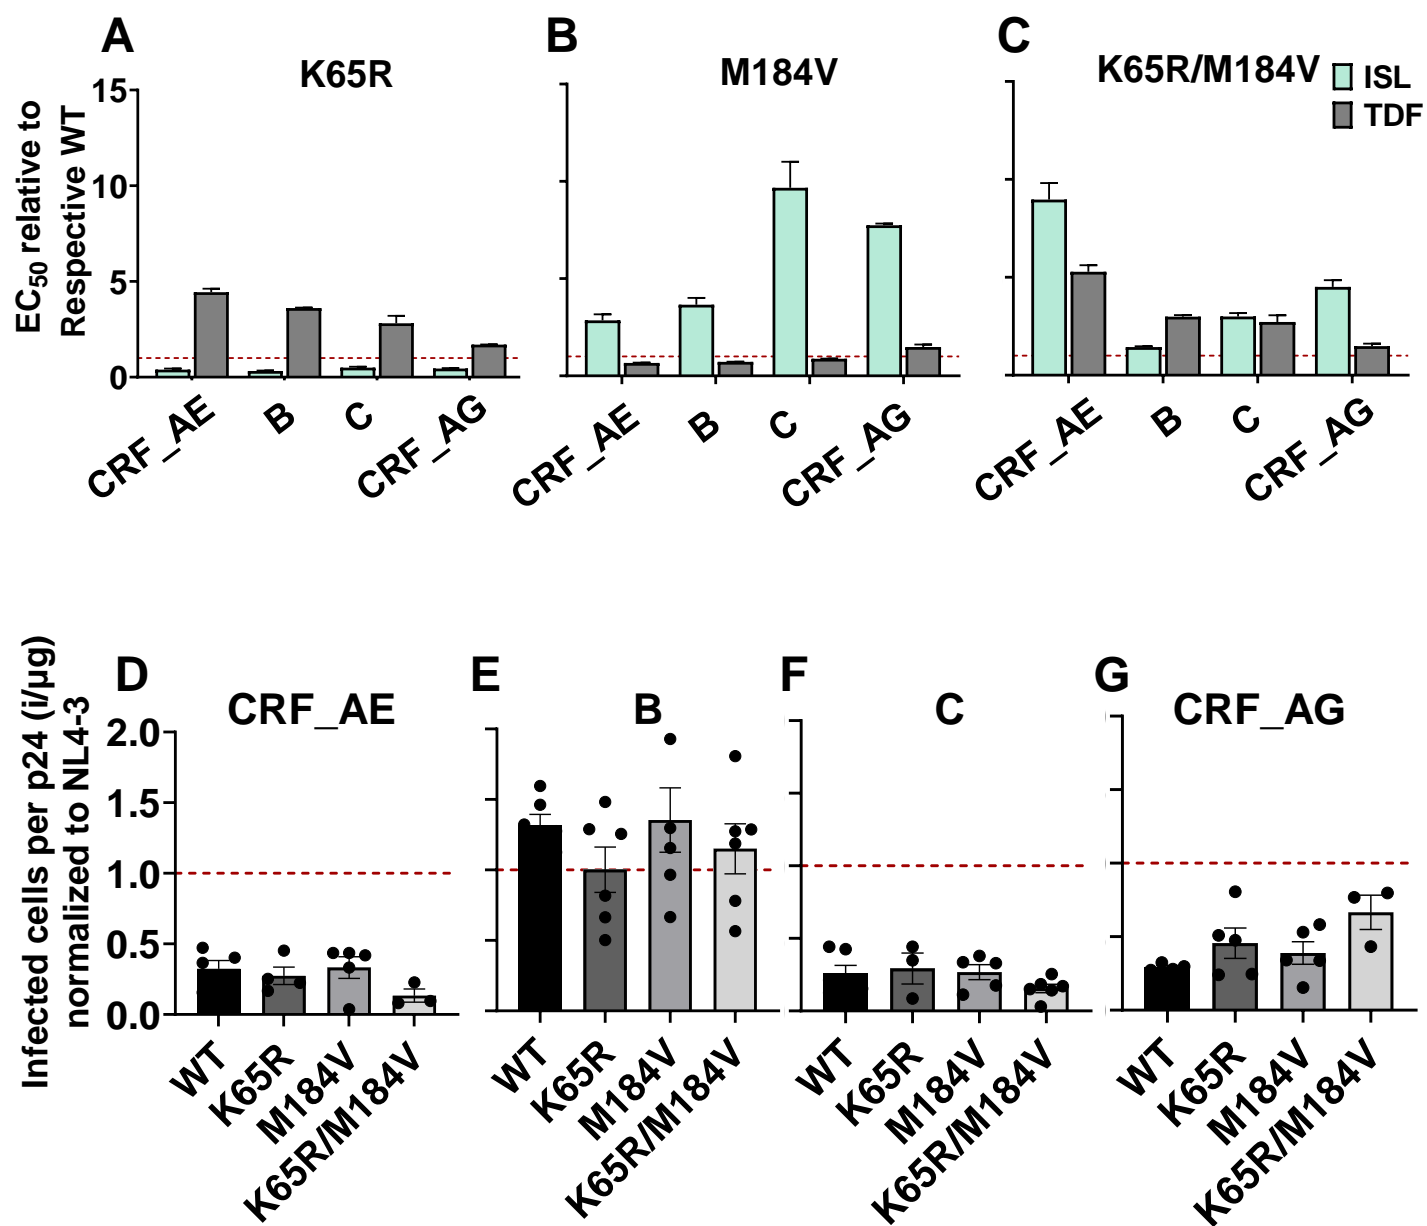 A
K65R
B
M184V
C
K65R/M184V
ISL
TDF
EC50 relative to
Respective WT
15
10
5
0
CRF_AE
B
C
CRF_AG
CRF_AE
B
C
CRF_AG
CRF_AE
B
C
CRF_AG
Infected cells per p24 (i/µg)
normalized to NL4-3
D
CRF_AE
E
B
F
C
G
CRF_AG
2.0
1.5
1.0
0.5
0.0
WT
K65R
M184V
K65R/M184V
WT
K65R
M184V
K65R/M184V
WT
K65R
M184V
K65R/M184V
WT
K65R
M184V
K65R/M184V